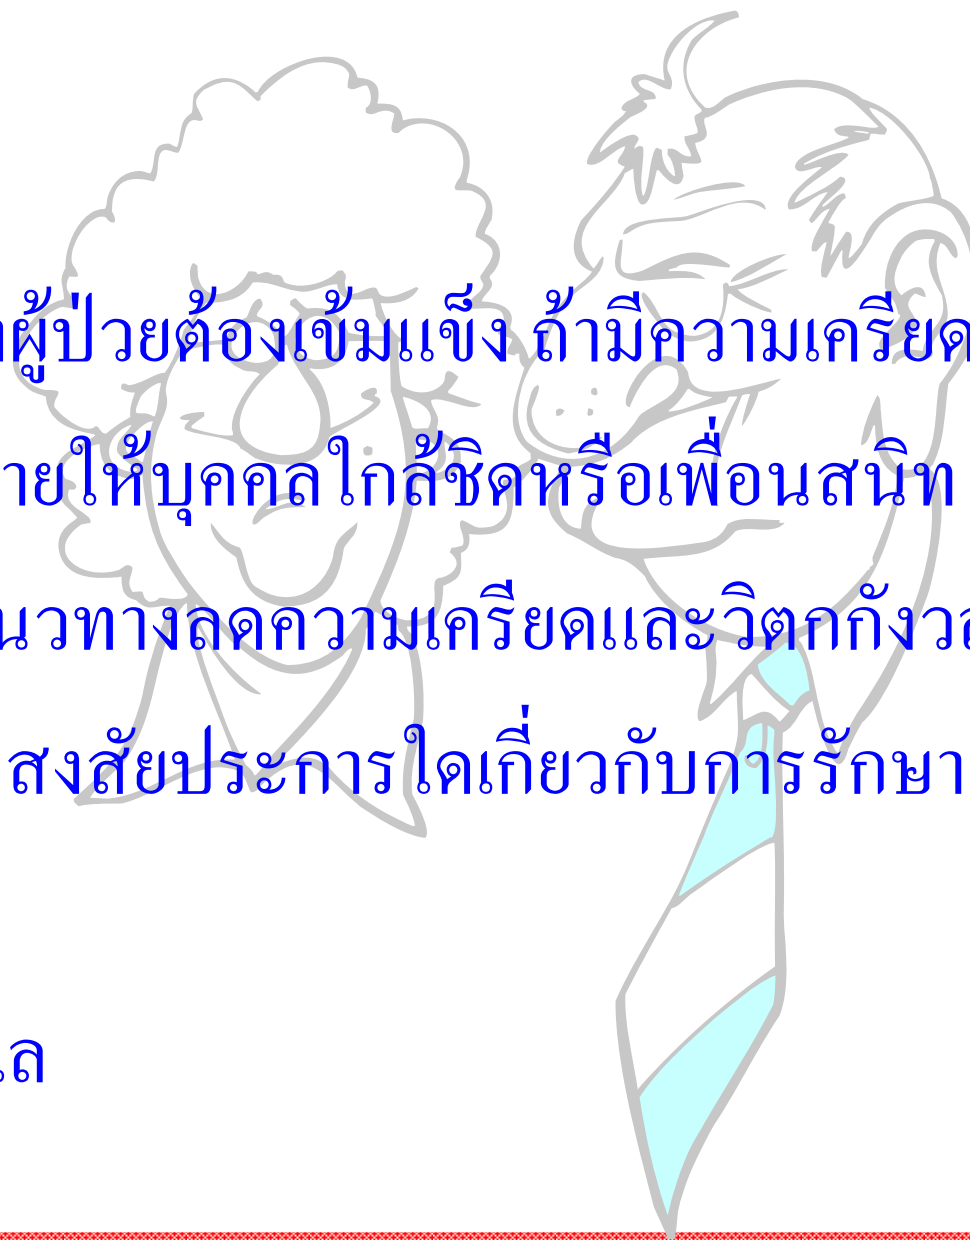 ผู้ป่วยต้องเข้มแข็ง ถ้ามีความเครียด
ายให้บุคคลใกล้ชิดหรือเพื่อนสนิท
นวทางลดความเครียดและวิตกกังวล
สงสัยประการใดเกี่ยวกับการรักษา
ล